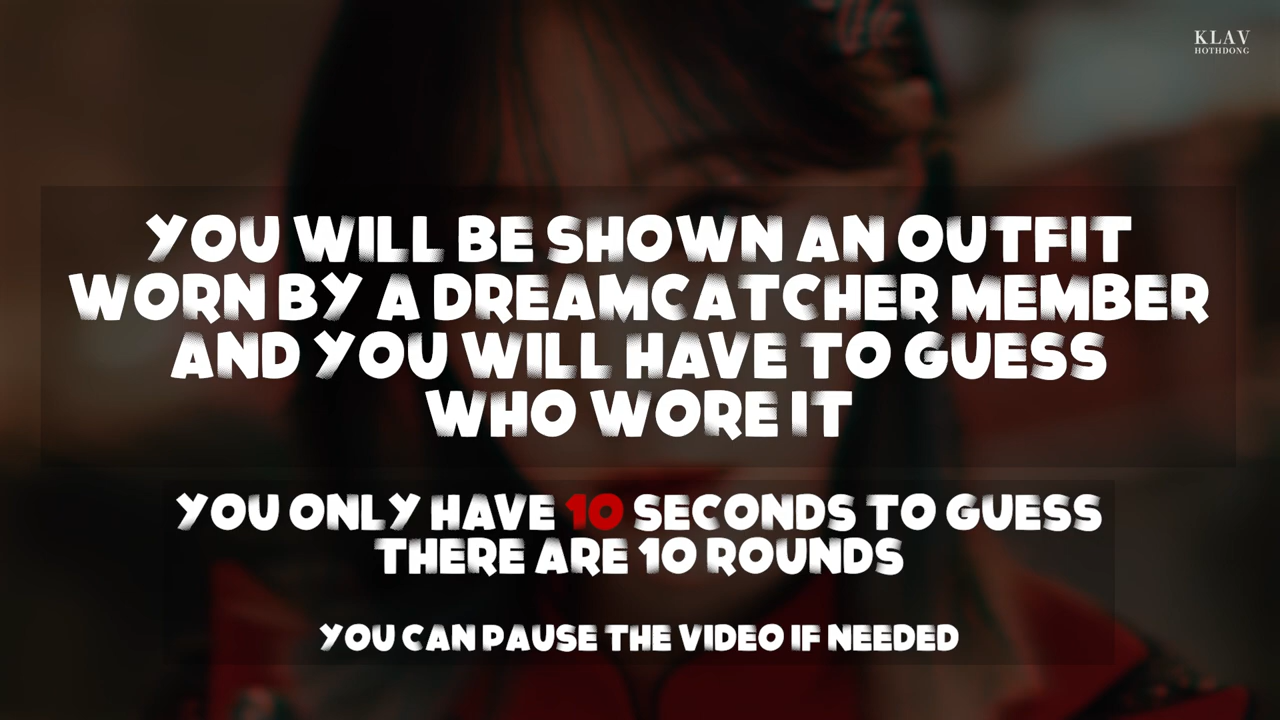 KLAV
HOTHDONG
YOU WILL BE SHOWN AN OUTFIT
WORN BY A DREAMCATCHER MEMBER
AND YOU WILL HAVE TO GUESS
WHO WORE IT
YOU ONLY HAVE 10 SECONDS TO GUESS
THERE ARE 10 ROUNDS
YOU CAN PAUSE THE VIDEO IF NEEDED